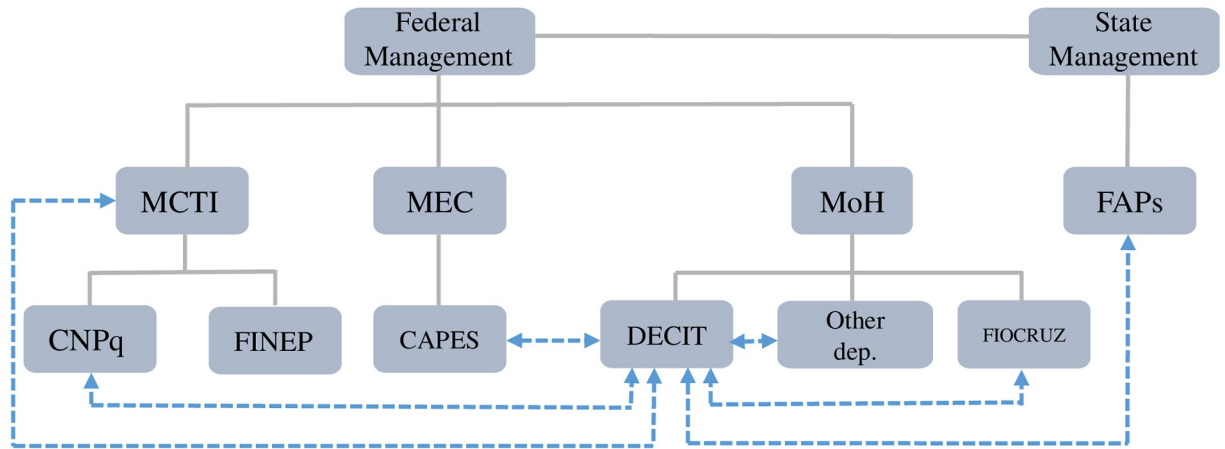 Federal
Management
State
Management
MCTI
MEC
MoH
FAPs
CNPq
FINEP
CAPES
DECIT
Other
dep.
FIOCRUZ